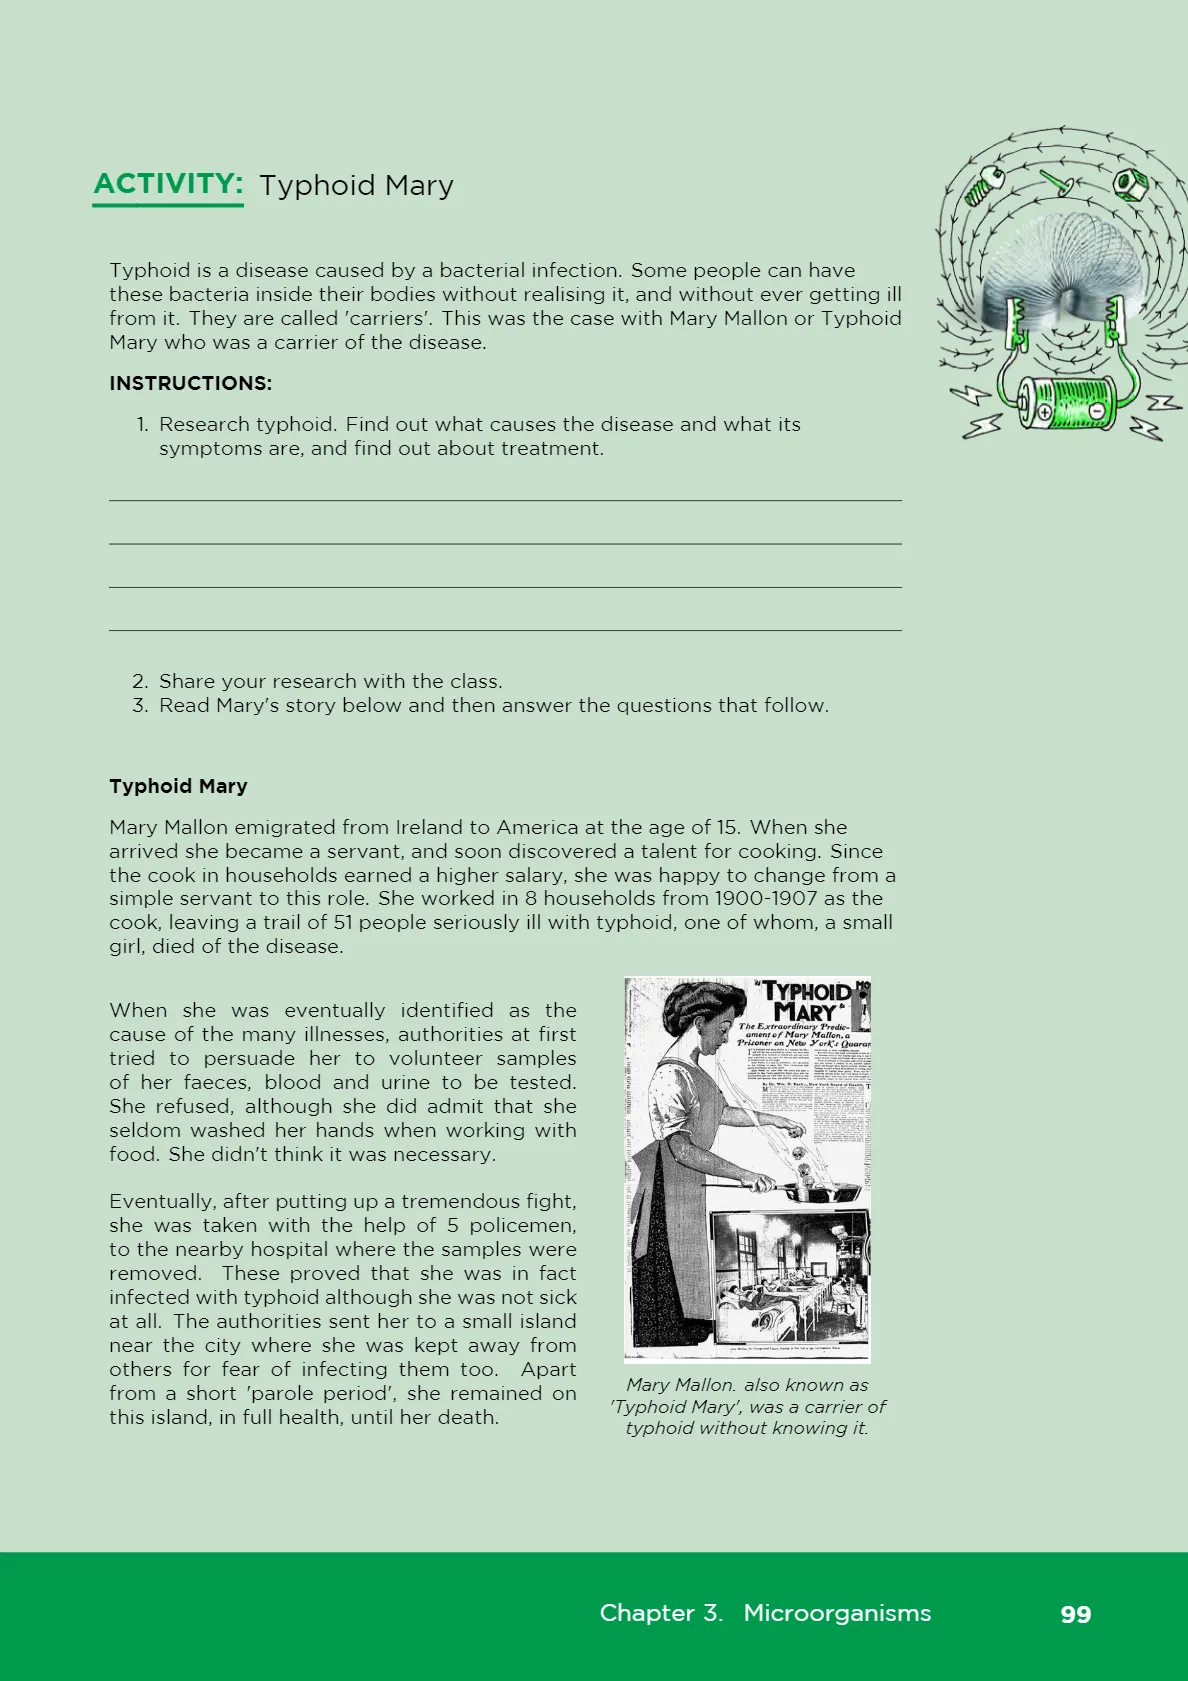 ACTIVITY: Typhoid Mary
Typhoid is a disease caused by a bacterial infection. Some people can have
these bacteria inside their bodies without realising it, and without ever getting ill
from it. They are called 'carriers'. This was the case with Mary Mallon or Typhoid
Mary who was a carrier of the disease.
INSTRUCTIONS:
1. Research typhoid. Find out what causes the disease and what its
symptoms are, and find out about treatment.
2. Share your research with the class.
3. Read Mary's story below and then answer the questions that follow.
Typhoid Mary
Mary Mallon emigrated from Ireland to America at the age of 15. When she
arrived she became a servant, and soon discovered a talent for cooking. Since
the cook in households earned a higher salary, she was happy to change from a
simple servant to this role. She worked in 8 households from 1900-1907 as the
cook, leaving a trail of 51 people seriously ill with typhoid, one of whom, a small
girl, died of the disease.
When she was eventually identified as the
cause of the many illnesses, authorities at first
tried to persuade her to volunteer samples
of her faeces, blood and urine to be tested.
She refused, although she did admit that she
seldom washed her hands when working with
food. She didn't think it was necessary.
Eventually, after putting up a tremendous fight,
she was taken with the help of 5 policemen,
to the nearby hospital where the samples were
removed. These proved that she was in fact
infected with typhoid although she was not sick
at all. The authorities sent her to a small island
near the city where she was kept away from
others for fear of infecting them too. Apart
from a short 'parole period', she remained on
this island, in full health, until her death.
"TYPHOID
MARY"
The Extraordinary Predic-
ament of Mary Mallon, a
Prisoner on New York's Quaran
Mary Mallon. also known as
'Typhoid Mary', was a carrier of
typhoid without knowing it.
Chapter 3. Microorganisms 99